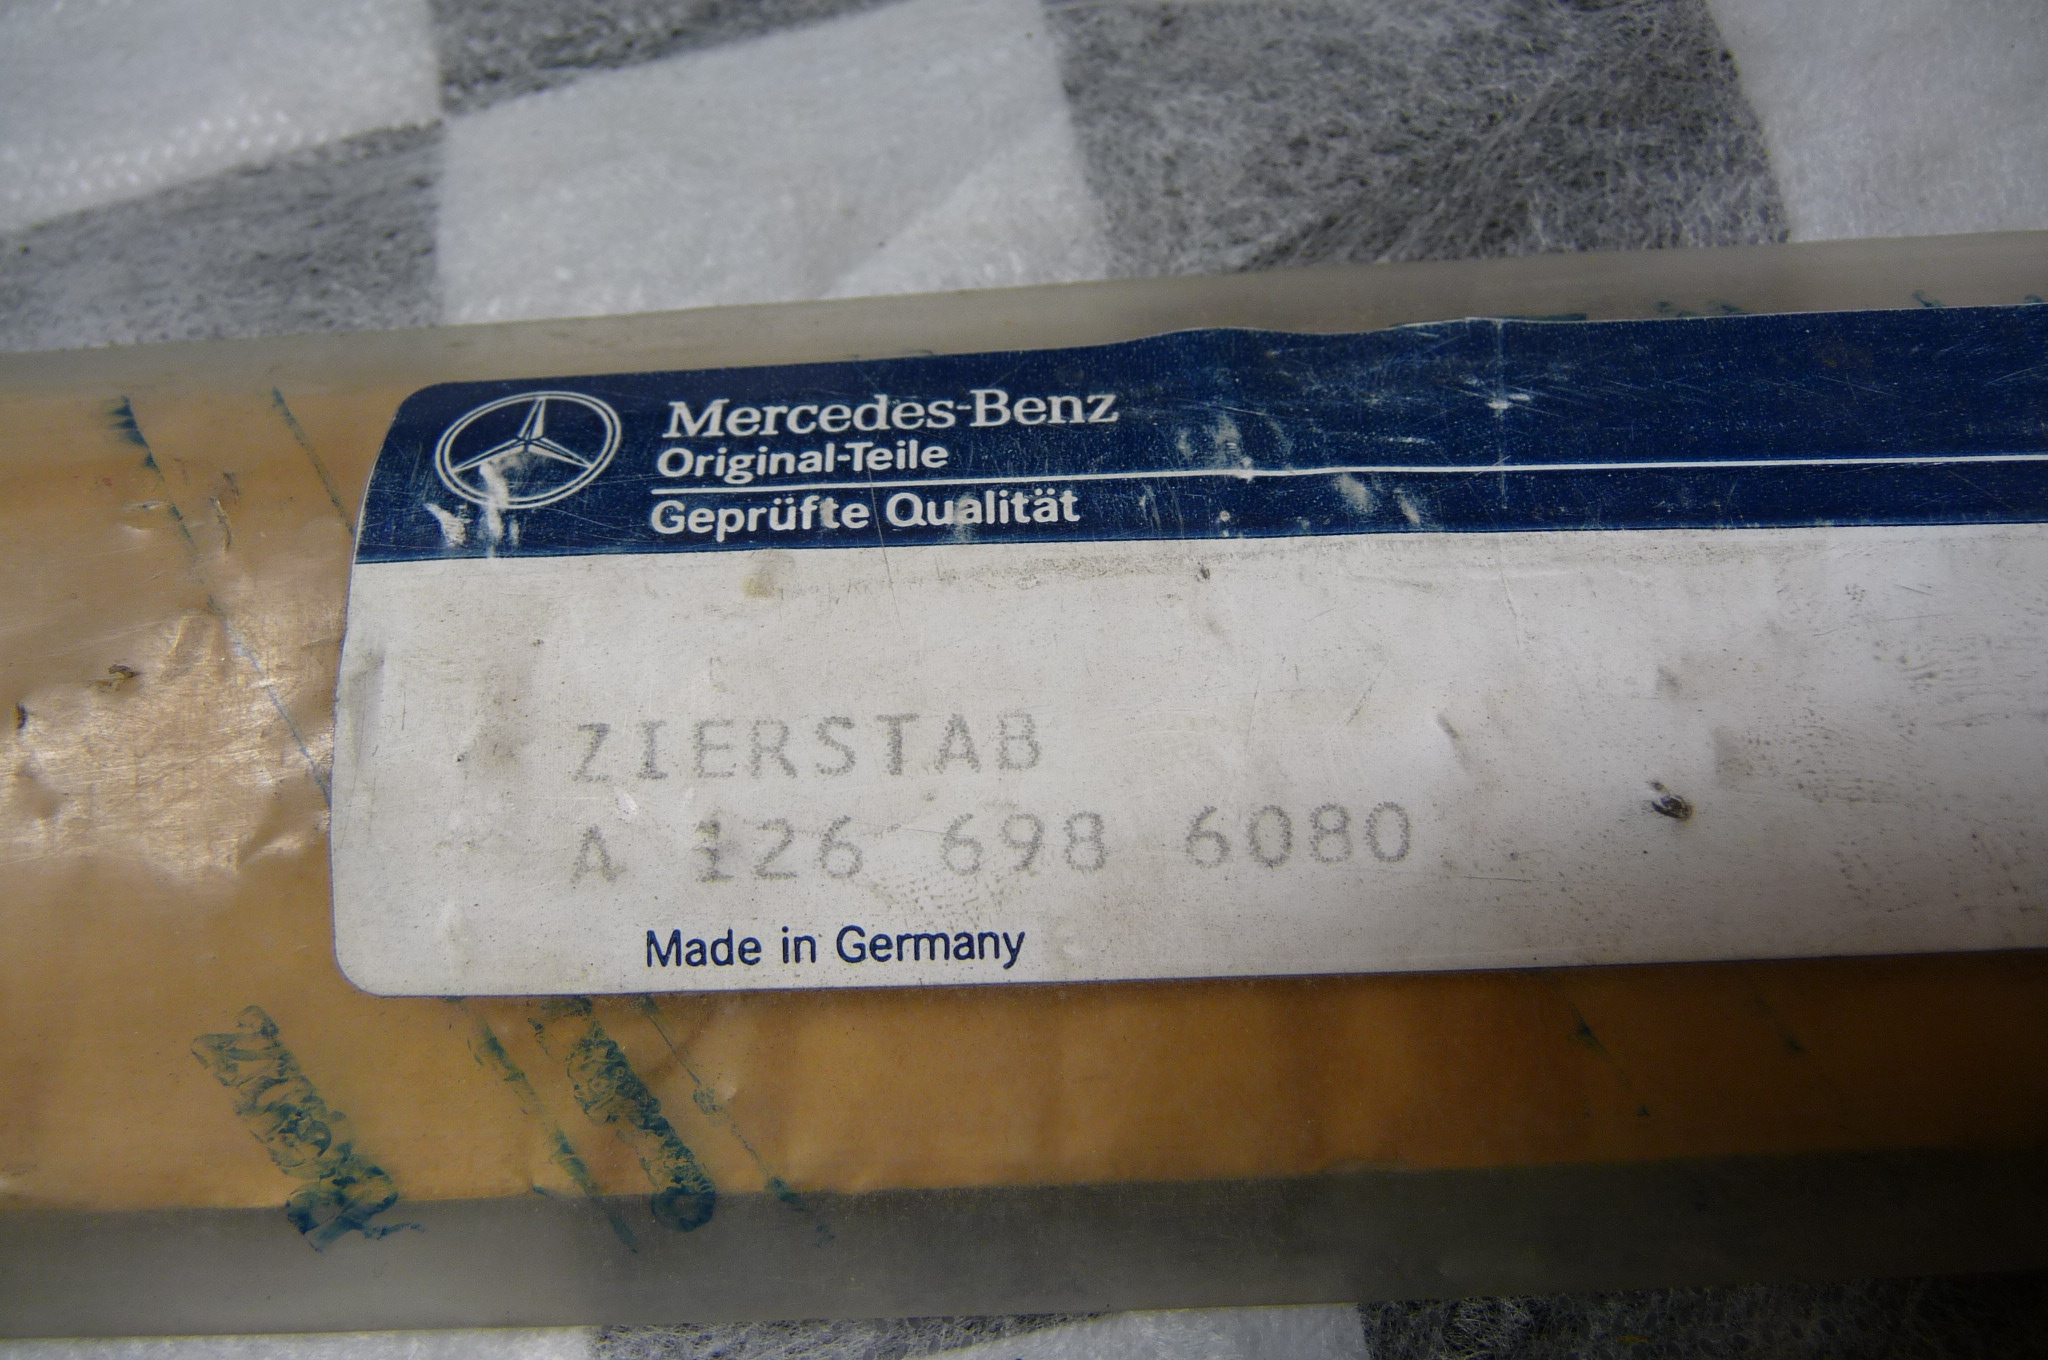 Mercedes-Benz
Original-Teile
Geprüfte Qualität
ZIERSTAB
A 126 698 6080
Made in Germany